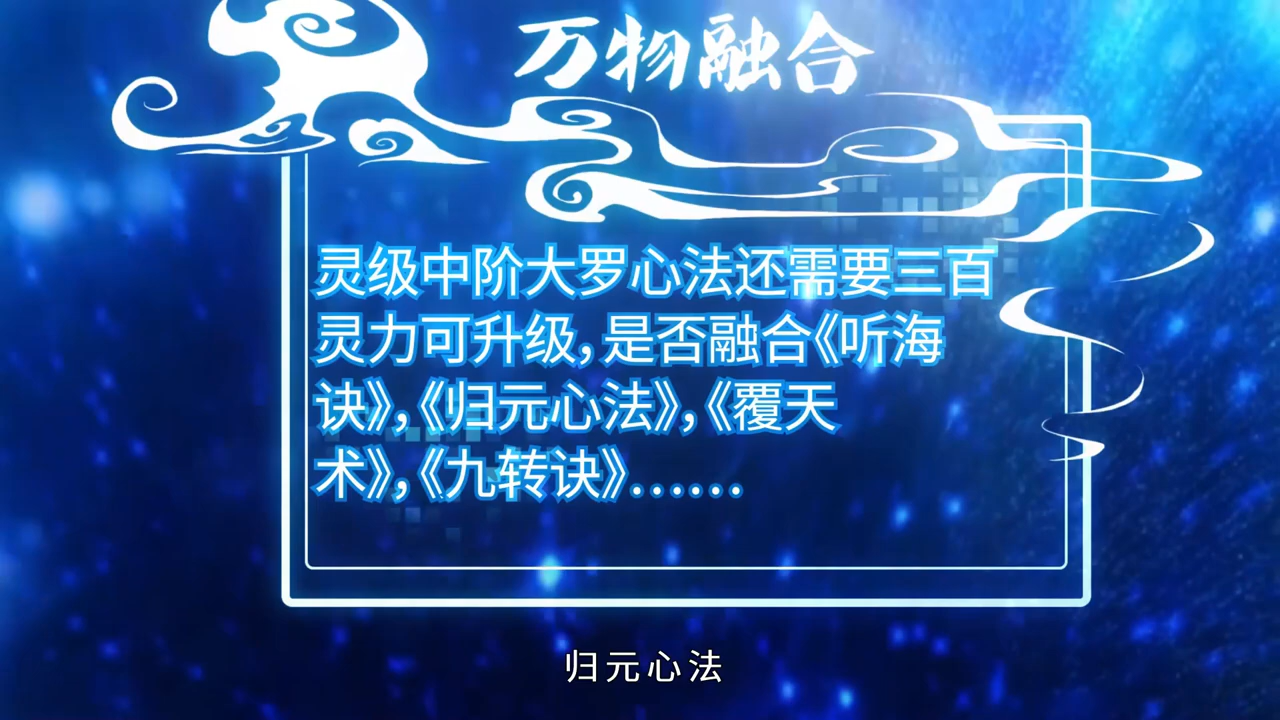 万物融合
灵级中阶大罗心法还需要三百
灵力可升级，是否融合《听海
诀》，《归元心法》，《覆天
术》，《九转诀》……
归元心法